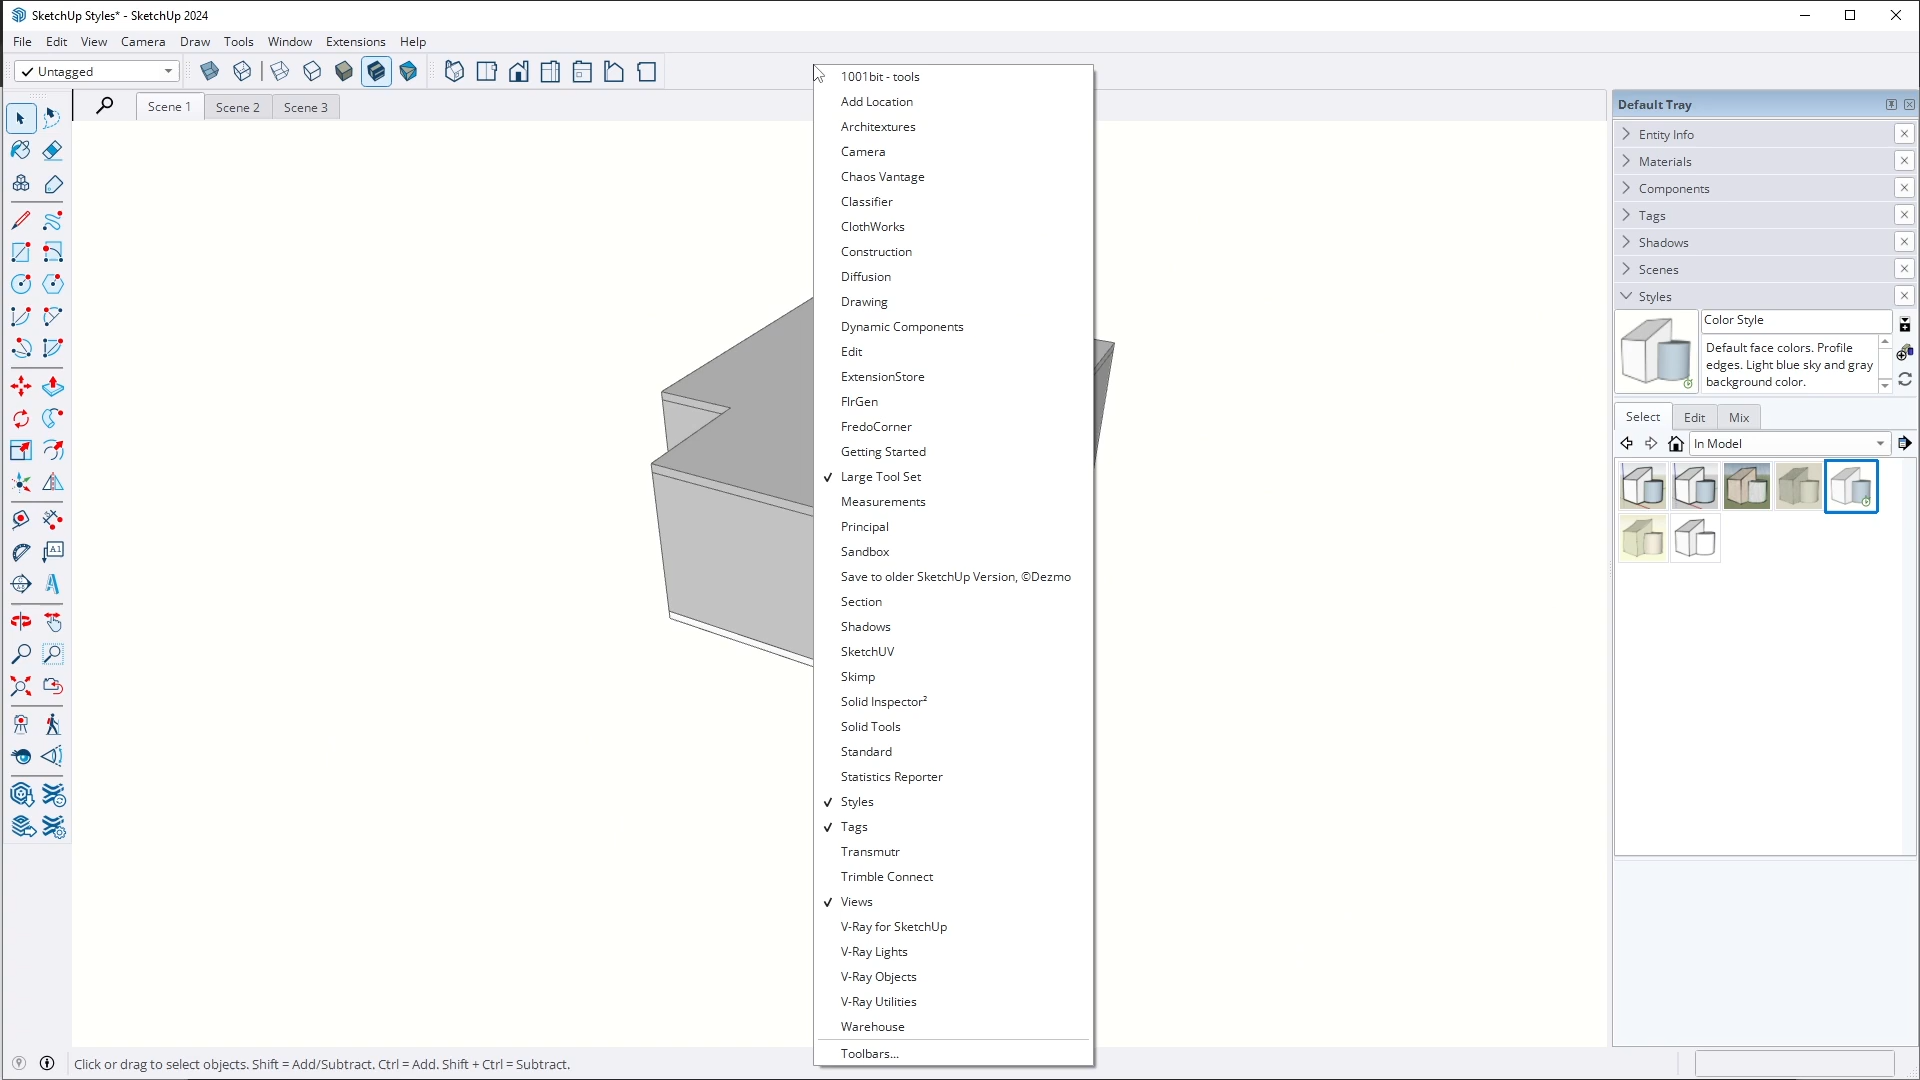 SketchUp Styles* - SketchUp 2024
File Edit View Camera Draw Tools Window Extensions Help
Untagged
Scene 1 Scene 2 Scene 3
1001bit - tools
Add Location
Architextures
Camera
Chaos Vantage
Classifier
ClothWorks
Construction
Diffusion
Drawing
Dynamic Components
Edit
ExtensionStore
FlrGen
FredoCorner
Getting Started
Large Tool Set
Measurements
Principal
Sandbox
Save to older SketchUp Version, ©Dezmo
Section
Shadows
SketchUV
Skimp
Solid Inspector²
Solid Tools
Standard
Statistics Reporter
Styles
Tags
Transmutr
Trimble Connect
Views
V-Ray for SketchUp
V-Ray Lights
V-Ray Objects
V-Ray Utilities
Warehouse
Toolbars...
Default Tray
Entity Info
Materials
Components
Tags
Shadows
Scenes
Styles
Color Style
Default face colors. Profile
edges. Light blue sky and gray
background color.
Select Edit Mix
In Model
Click or drag to select objects. Shift = Add/Subtract. Ctrl = Add. Shift + Ctrl = Subtract.